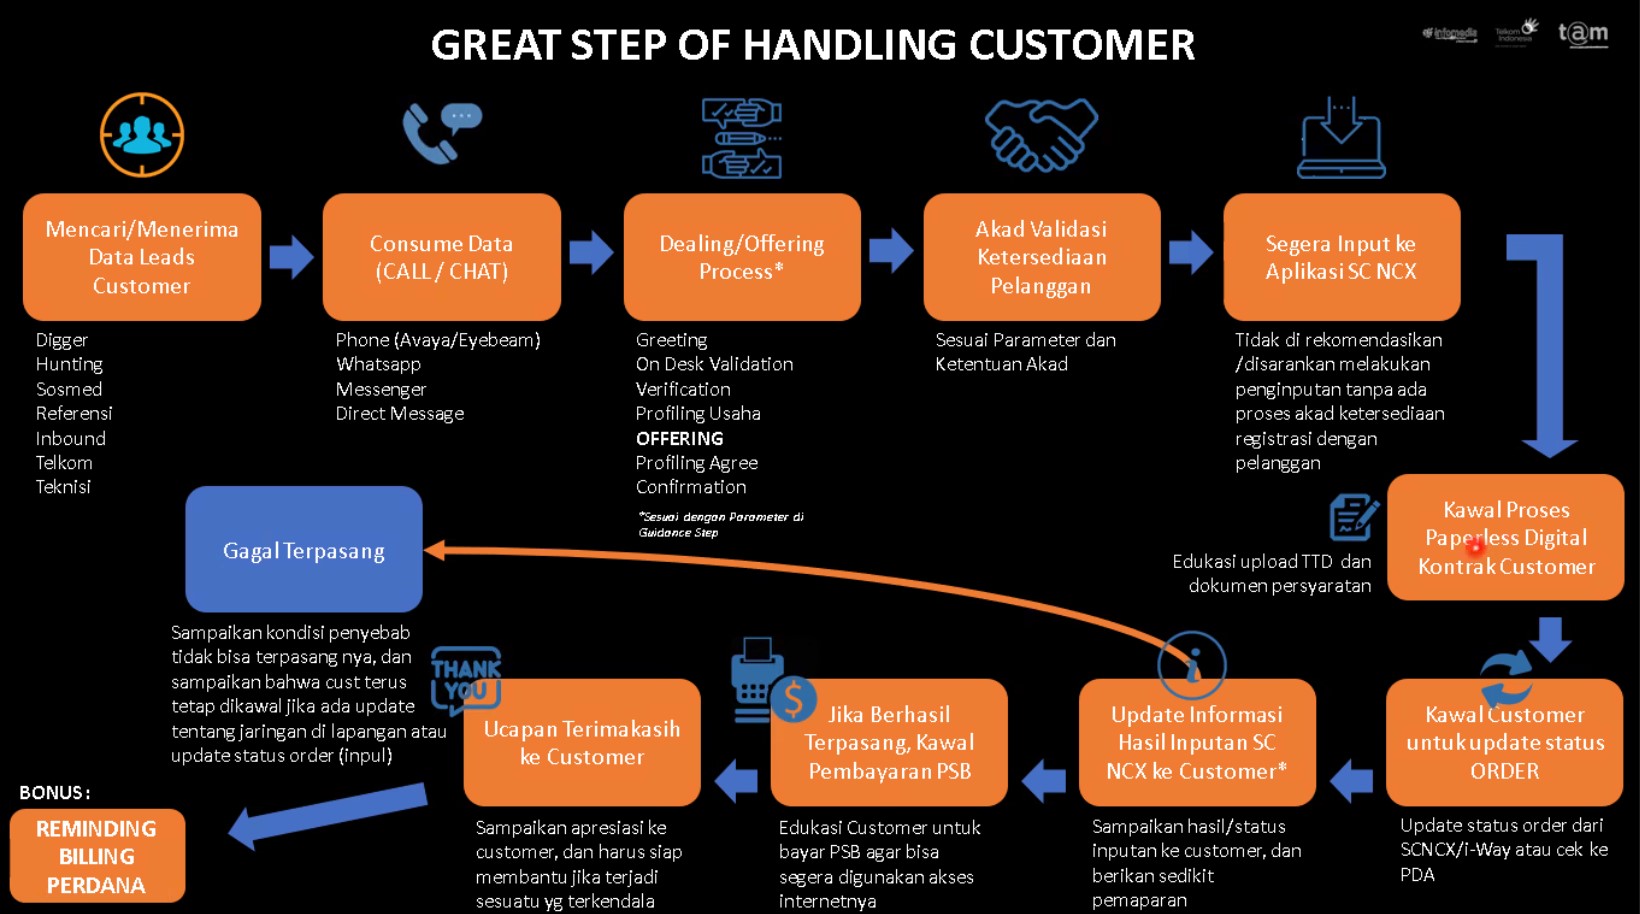 GREAT STEP OF HANDLING CUSTOMER
infomedia
Telkom
Indonesia
t@m
Mencari/Menerima
Data Leads
Customer
Digger
Hunting
Sosmed
Referensi
Inbound
Telkom
Teknisi
Consume Data
(CALL / CHAT)
Phone (Avaya/Eyebeam)
Whatsapp
Messenger
Direct Message
Dealing/Offering
Process*
Greeting
On Desk Validation
Verification
Profiling Usaha
OFFERING
Profiling Agree
Confirmation
*Sesuai dengan Parameter di
Guidance Step
Akad Validasi
Ketersediaan
Pelanggan
Sesuai Parameter dan
Ketentuan Akad
Segera Input ke
Aplikasi SC NCX
Tidak di rekomendasikan
/disarankan melakukan
penginputan tanpa ada
proses akad ketersediaan
registrasi dengan
pelanggan
Kawal Proses
Paperless Digital
Kontrak Customer
Edukasi upload TTD dan
dokumen persyaratan
Kawal Customer
untuk update status
ORDER
Update status order dari
SCNCX/i-Way atau cek ke
PDA
Update Informasi
Hasil Inputan SC
NCX ke Customer*
Sampaikan hasil/status
inputan ke customer, dan
berikan sedikit
pemaparan
Jika Berhasil
Terpasang, Kawal
Pembayaran PSB
Edukasi Customer untuk
bayar PSB agar bisa
segera digunakan akses
internetnya
THANK
YOU
Ucapan Terimakasih
ke Customer
Sampaikan apresiasi ke
customer, dan harus siap
membantu jika terjadi
sesuatu yg terkendala
Gagal Terpasang
Sampaikan kondisi penyebab
tidak bisa terpasang nya, dan
sampaikan bahwa cust terus
tetap dikawal jika ada update
tentang jaringan di lapangan atau
update status order (inpul)
BONUS :
REMINDING
BILLING
PERDANA